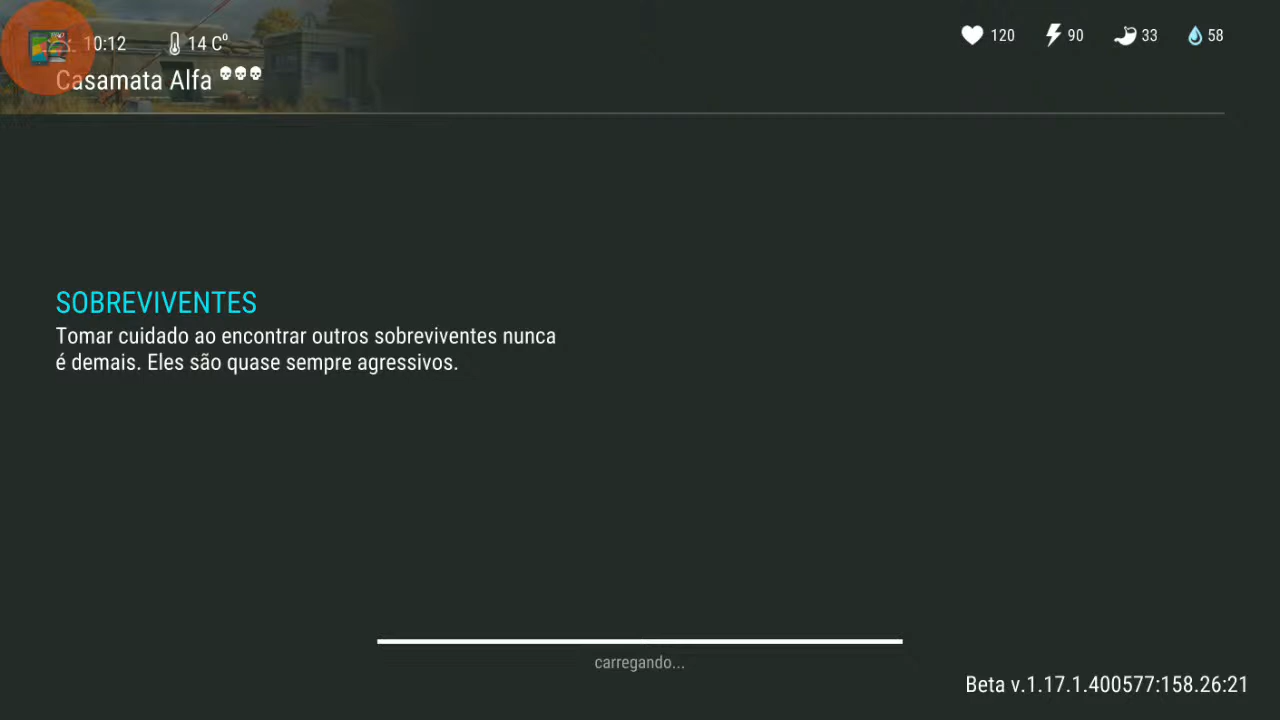 10:12 14 Cº 120 90 33 58
Casamata Alfa
SOBREVIVENTES
Tomar cuidado ao encontrar outros sobreviventes nunca
é demais. Eles são quase sempre agressivos.
carregando...
Beta v.1.17.1.400577:158.26:21